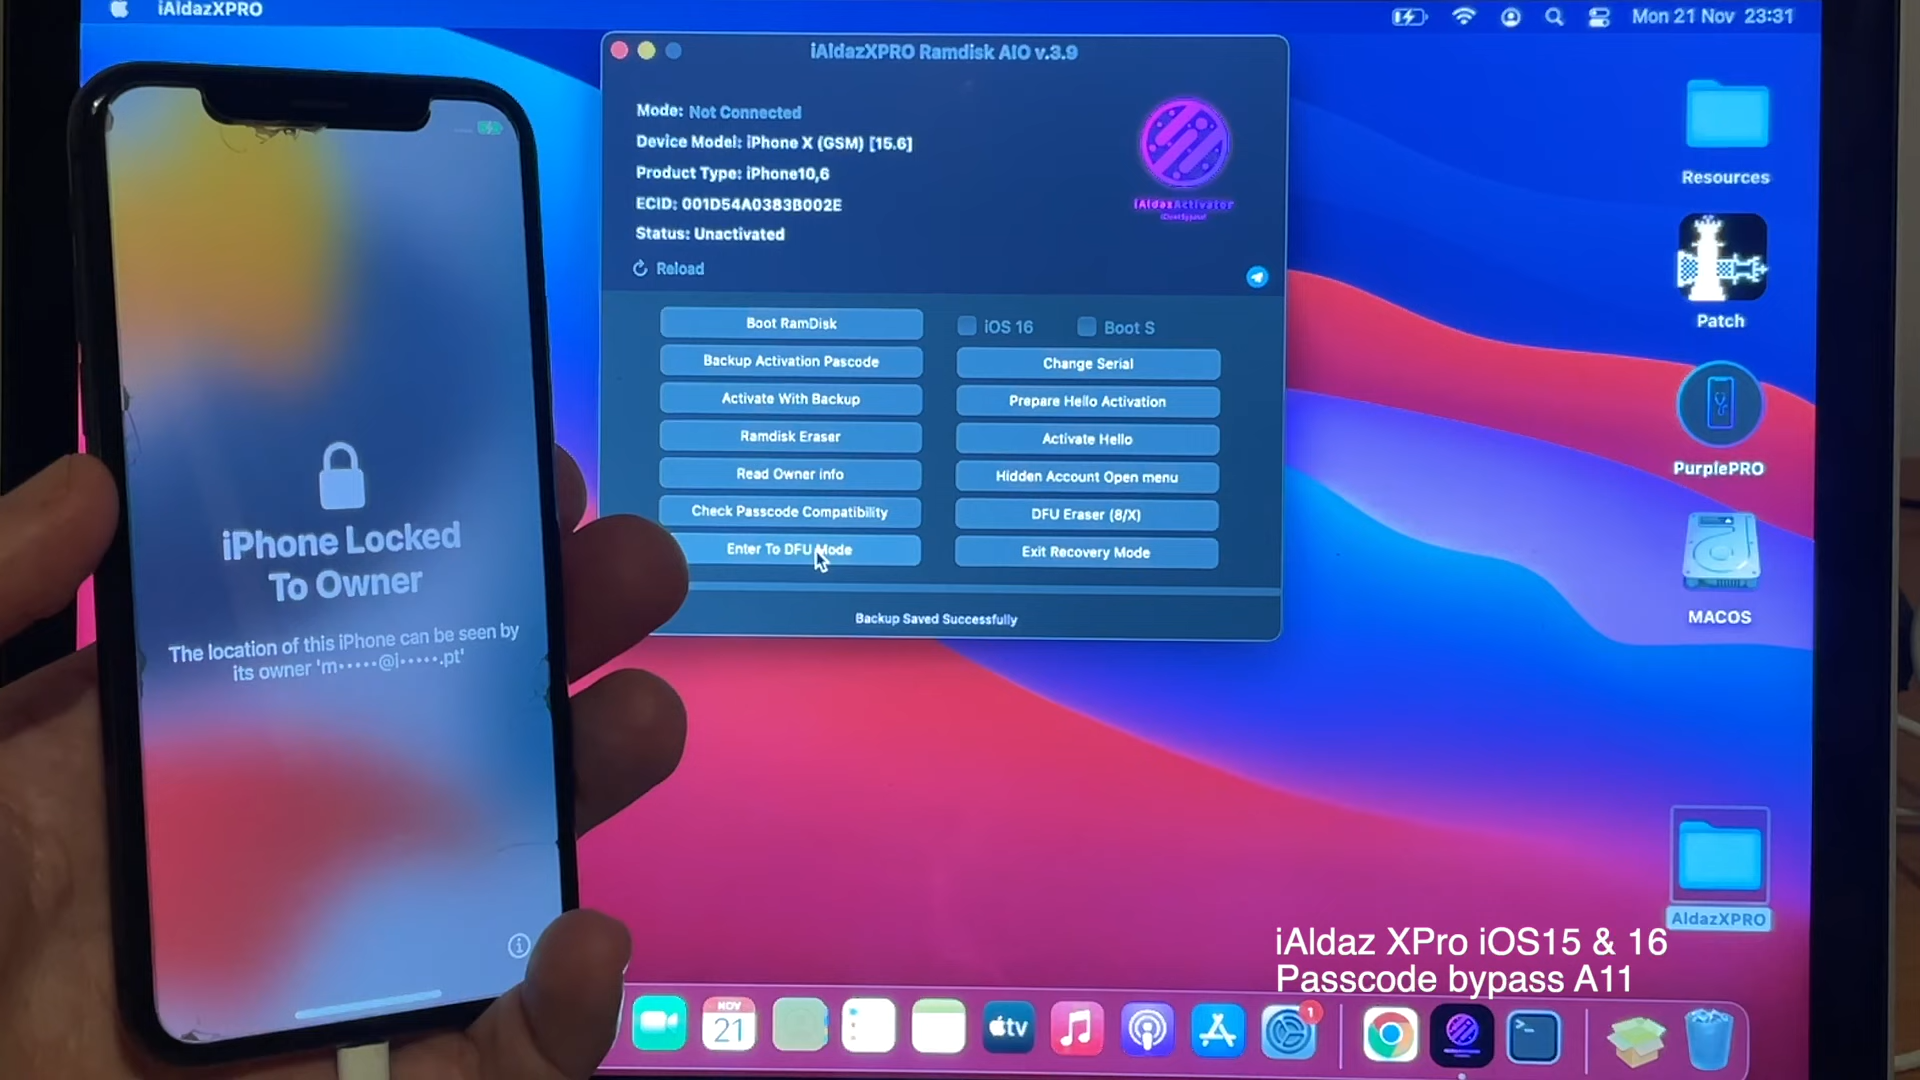 iAldazXPRO
Mon 21 Nov 23:31
iAldazXPRO Ramdisk AIO v.3.9
Mode: Not Connected
Device Model: iPhone X (GSM) [15.6]
Product Type: iPhone10,6
ECID: 001D54A0383B002E
Status: Unactivated
Reload
iAldazActivator
Boot RamDisk
iOS 16
Boot S
Backup Activation Pascode
Change Serial
Activate With Backup
Prepare Hello Activation
Ramdisk Eraser
Activate Hello
Read Owner info
Hidden Account Open menu
Check Passcode Compatibility
DFU Eraser (8/X)
Enter To DFU Mode
Exit Recovery Mode
Backup Saved Successfully
iPhone Locked
To Owner
The location of this iPhone can be seen by
its owner 'm•••••@j•••••.pt'
Resources
Patch
PurplePRO
MACOS
AldazXPRO
iAldaz XPro iOS15 & 16
Passcode bypass A11
NOV
21
tv
1